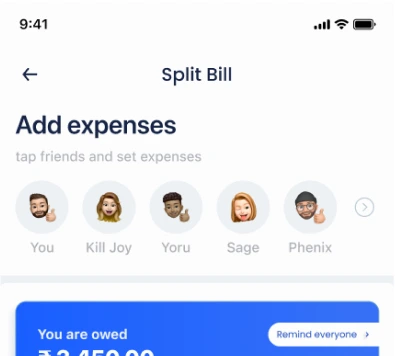 9:41
Split Bill
Add expenses
tap friends and set expenses
You Kill Joy Yoru Sage Phenix
You are owed
Remind everyone